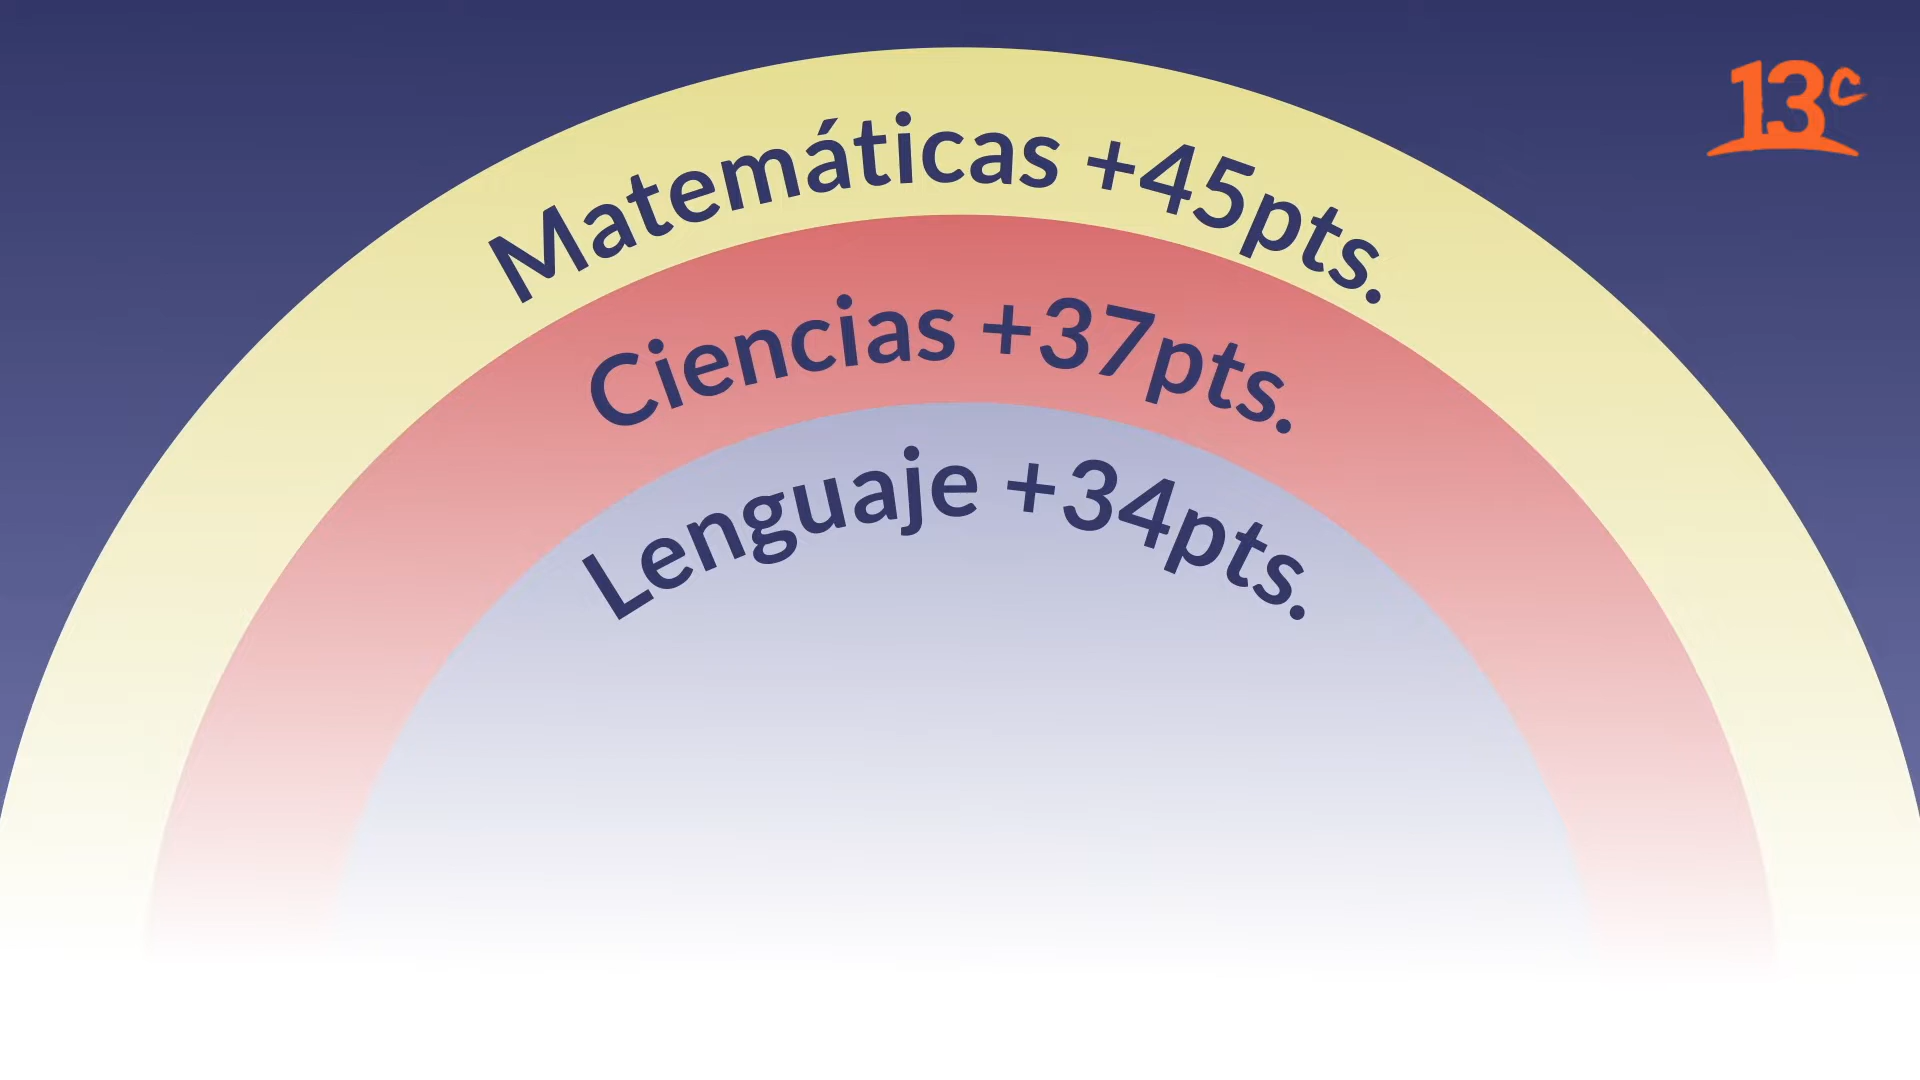 13c
Matemáticas +45pts.
Ciencias +37pts.
Lenguaje +34pts.